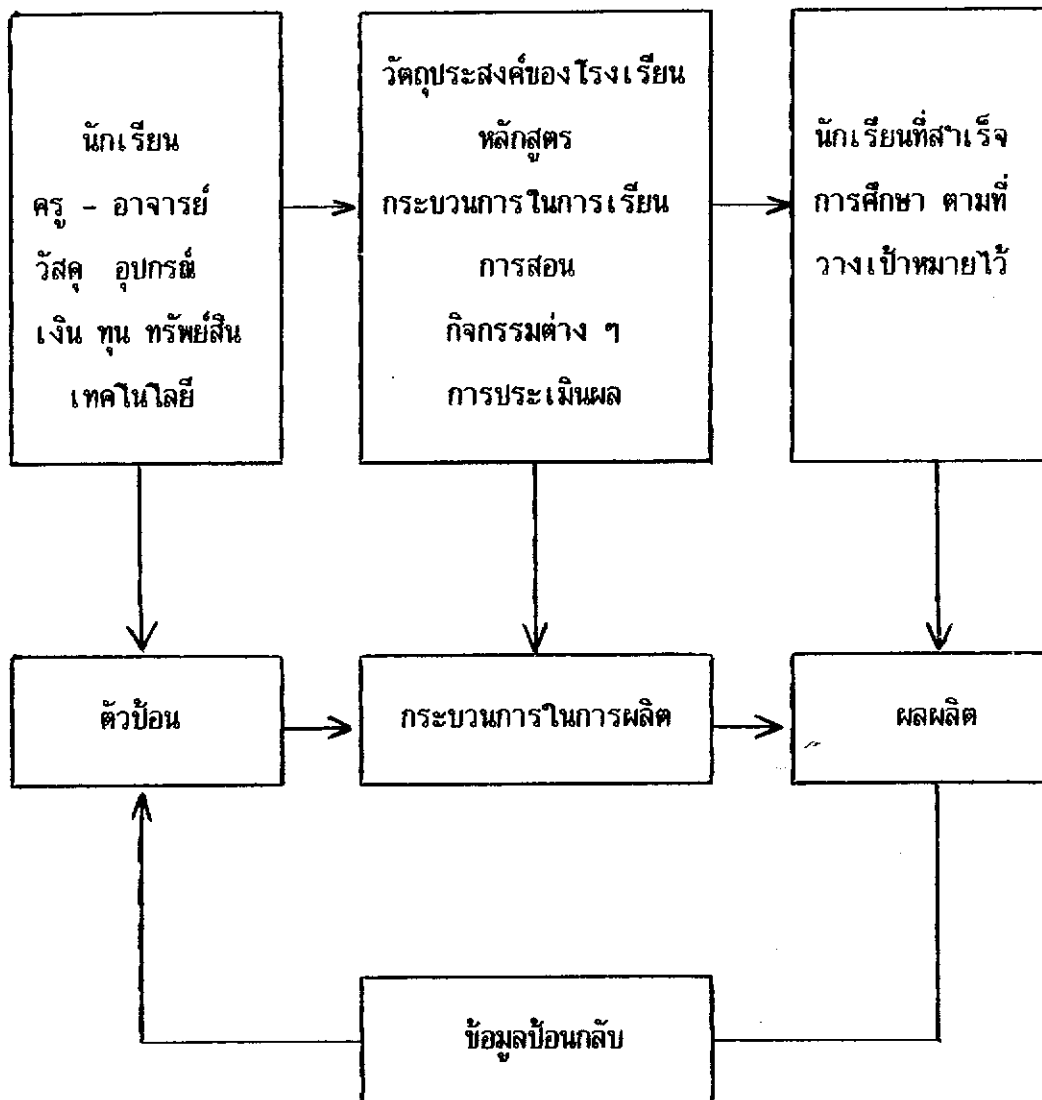 นักเรียน
ครู - อาจารย์
วัสดุ อุปกรณ์
เงิน ทุน ทรัพย์สิน
เทคโนโลยี
วัตถุประสงค์ของโรงเรียน
หลักสูตร
กระบวนการในการเรียน
การสอน
กิจกรรมต่าง ๆ
การประเมินผล
นักเรียนที่สำเร็จ
การศึกษา ตามที่
วางเป้าหมายไว้
ตัวป้อน
กระบวนการในการผลิต
ผลผลิต
ข้อมูลป้อนกลับ